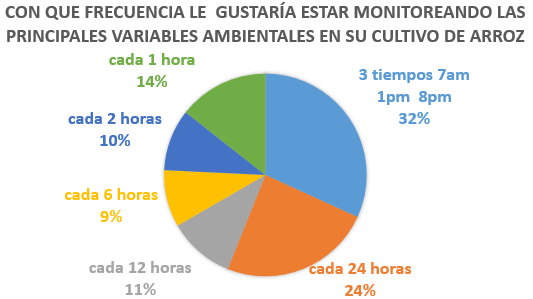 CON QUE FRECUENCIA LE GUSTARÍA ESTAR MONITOREANDO LAS
PRINCIPALES VARIABLES AMBIENTALES EN SU CULTIVO DE ARROZ
cada 1 hora
14%
3 tiempos 7am
1pm 8pm
32%
cada 2 horas
10%
cada 6 horas
9%
cada 12 horas
11%
cada 24 horas
24%